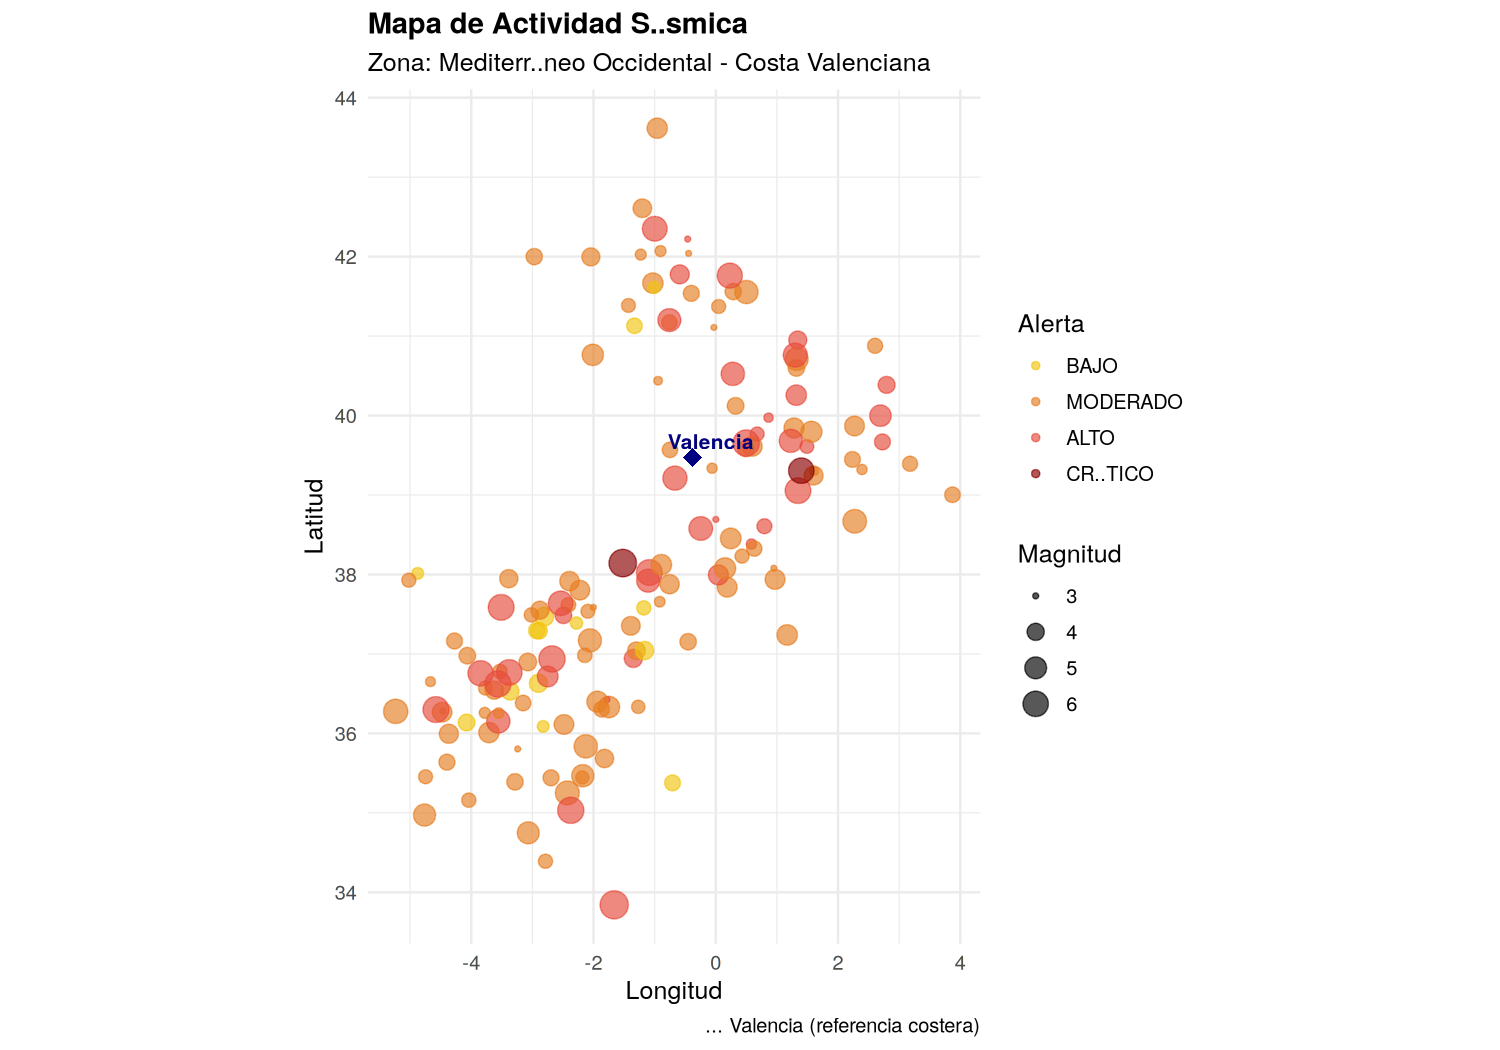 Mapa de Actividad S..smica
Zona: Mediterr..neo Occidental - Costa Valenciana
44
42
40
38
36
34
Latitud
Valencia
-4
-2
0
2
4
Longitud
... Valencia (referencia costera)
Alerta
BAJO
MODERADO
ALTO
CR..TICO
Magnitud
3
4
5
6